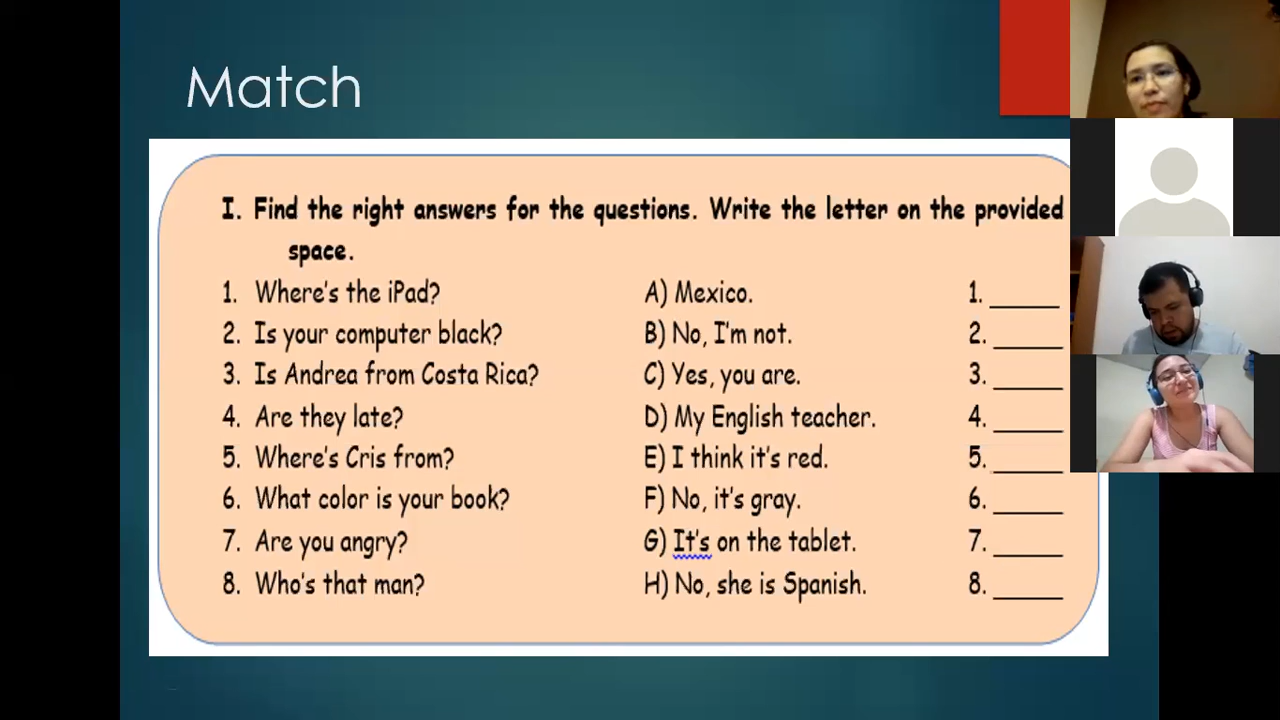 Match
I. Find the right answers for the questions. Write the letter on the provided
space.
1. Where's the iPad? A) Mexico. 1. ______
2. Is your computer black? B) No, I'm not. 2. ______
3. Is Andrea from Costa Rica? C) Yes, you are. 3. ______
4. Are they late? D) My English teacher. 4. ______
5. Where's Cris from? E) I think it's red. 5. ______
6. What color is your book? F) No, it's gray. 6. ______
7. Are you angry? G) It's on the tablet. 7. ______
8. Who's that man? H) No, she is Spanish. 8. ______